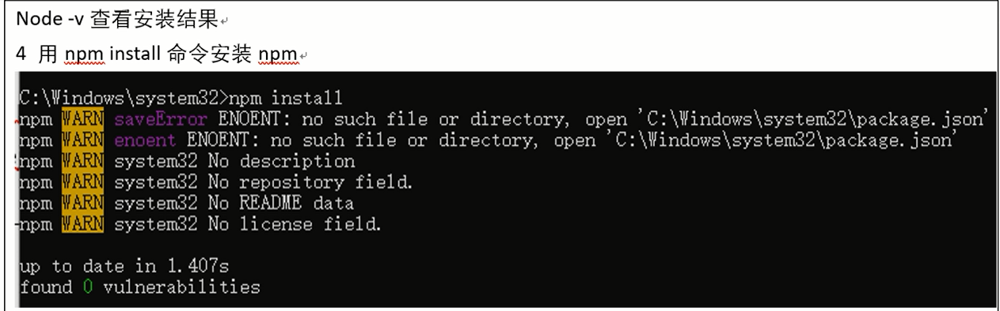 Node -v 查看安装结果
4 用 npm install 命令安装 npm
C:\Windows\system32>npm install
npm WARN saveError ENOENT: no such file or directory, open 'C:\Windows\system32\package.json'
npm WARN enoent ENOENT: no such file or directory, open 'C:\Windows\system32\package.json'
npm WARN system32 No description
npm WARN system32 No repository field.
npm WARN system32 No README data
npm WARN system32 No license field.
up to date in 1.407s
found 0 vulnerabilities